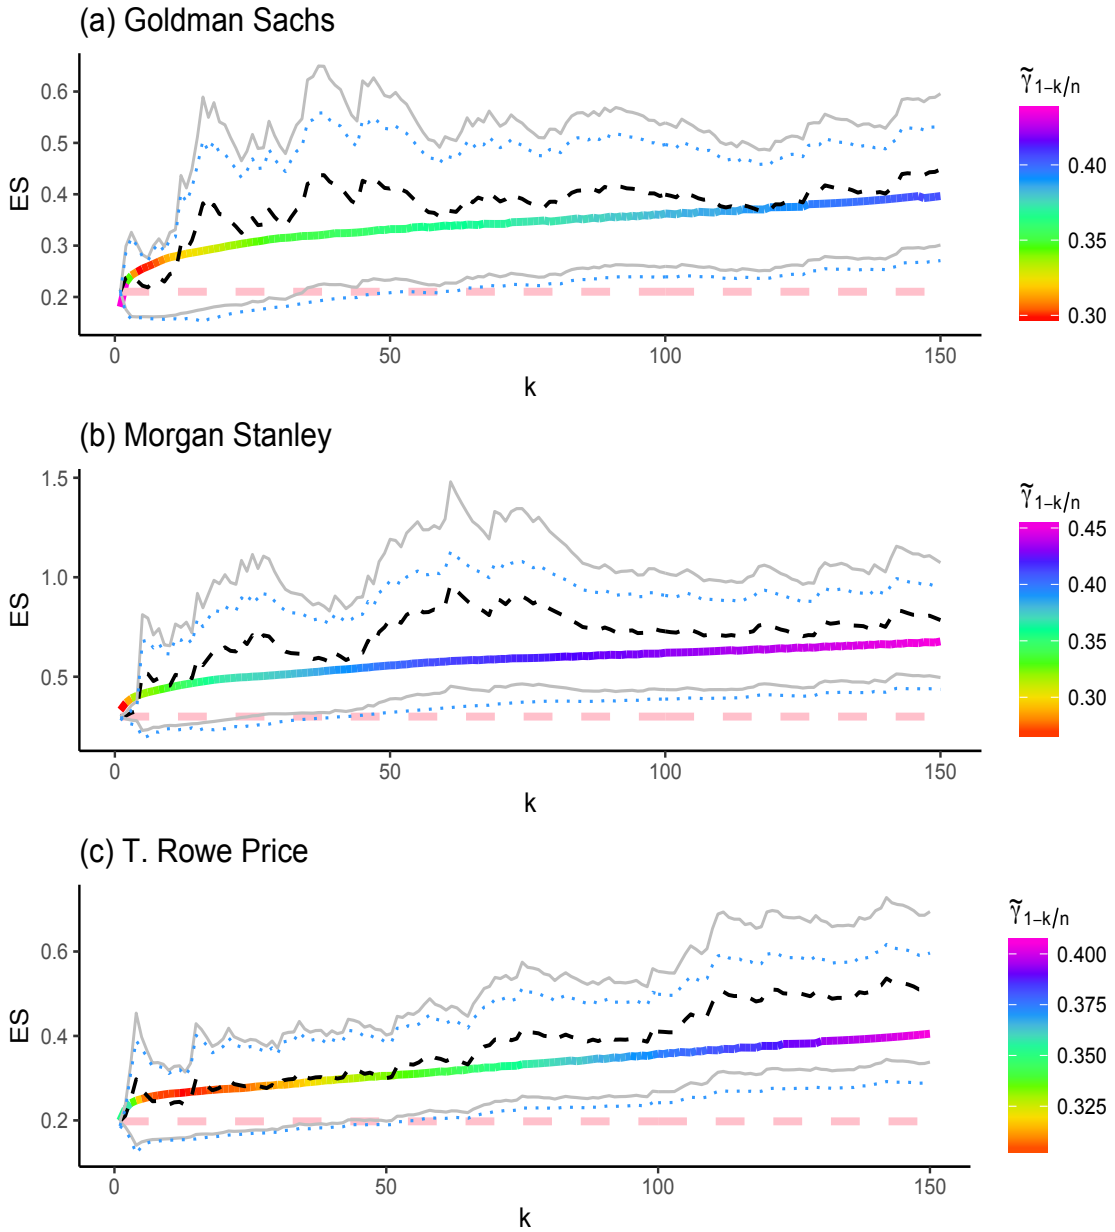 (a) Goldman Sachs
ES
0.6
0.5
0.4
0.3
0.2
0
50
100
150
k
γ̃1−k/n
0.40
0.35
0.30
(b) Morgan Stanley
ES
1.5
1.0
0.5
0
50
100
150
k
γ̃1−k/n
0.45
0.40
0.35
0.30
(c) T. Rowe Price
ES
0.6
0.4
0.2
0
50
100
150
k
γ̃1−k/n
0.400
0.375
0.350
0.325